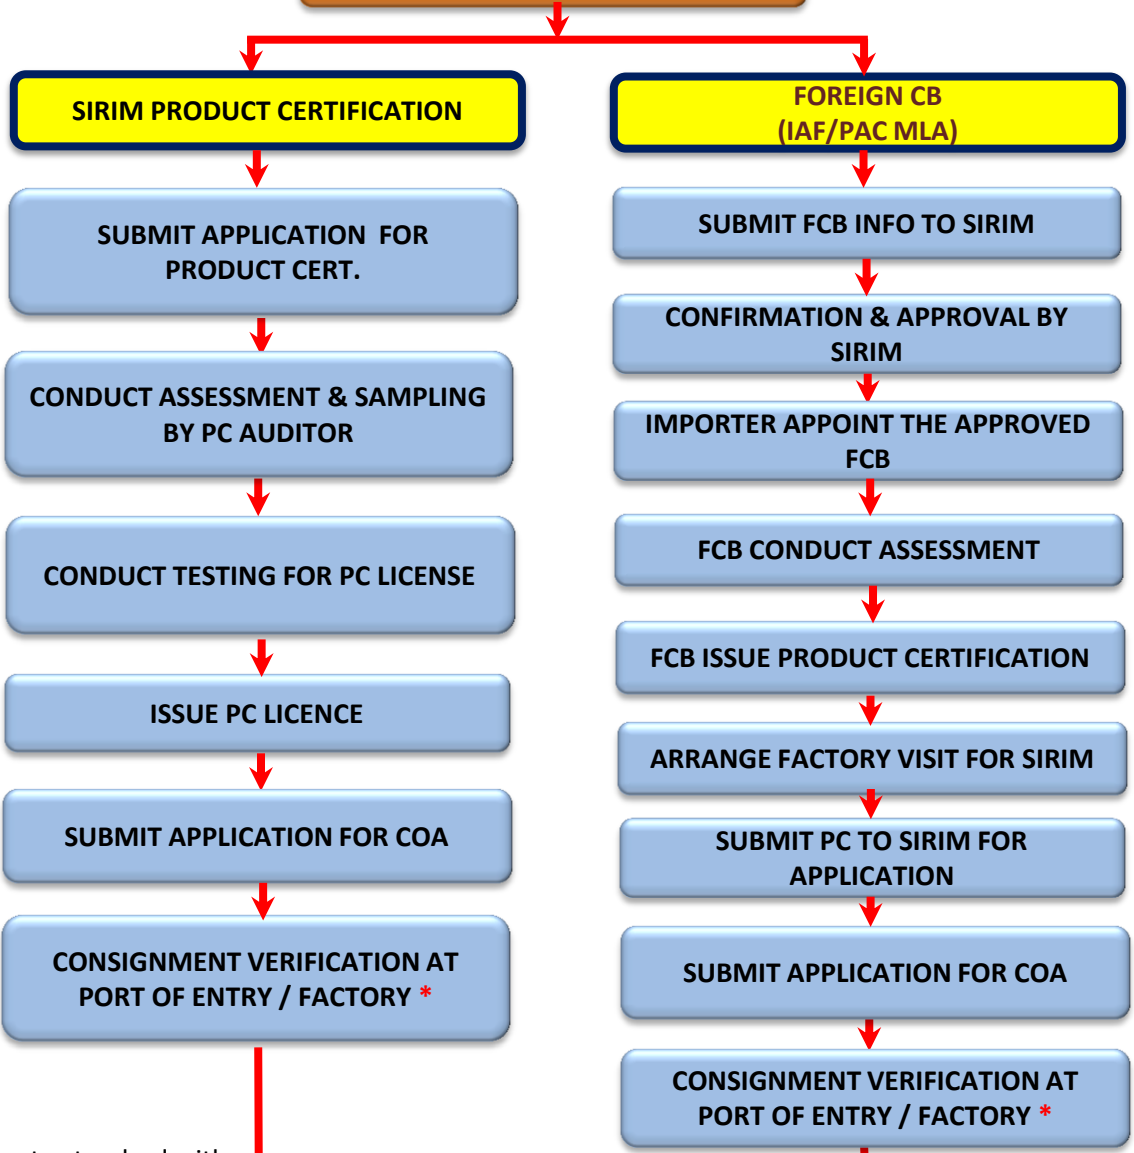 SIRIM PRODUCT CERTIFICATION
SUBMIT APPLICATION FOR
PRODUCT CERT.
CONDUCT ASSESSMENT & SAMPLING
BY PC AUDITOR
CONDUCT TESTING FOR PC LICENSE
ISSUE PC LICENCE
SUBMIT APPLICATION FOR COA
CONSIGNMENT VERIFICATION AT
PORT OF ENTRY / FACTORY *
FOREIGN CB
(IAF/PAC MLA)
SUBMIT FCB INFO TO SIRIM
CONFIRMATION & APPROVAL BY
SIRIM
IMPORTER APPOINT THE APPROVED
FCB
FCB CONDUCT ASSESSMENT
FCB ISSUE PRODUCT CERTIFICATION
ARRANGE FACTORY VISIT FOR SIRIM
SUBMIT PC TO SIRIM FOR
APPLICATION
SUBMIT APPLICATION FOR COA
CONSIGNMENT VERIFICATION AT
PORT OF ENTRY / FACTORY *